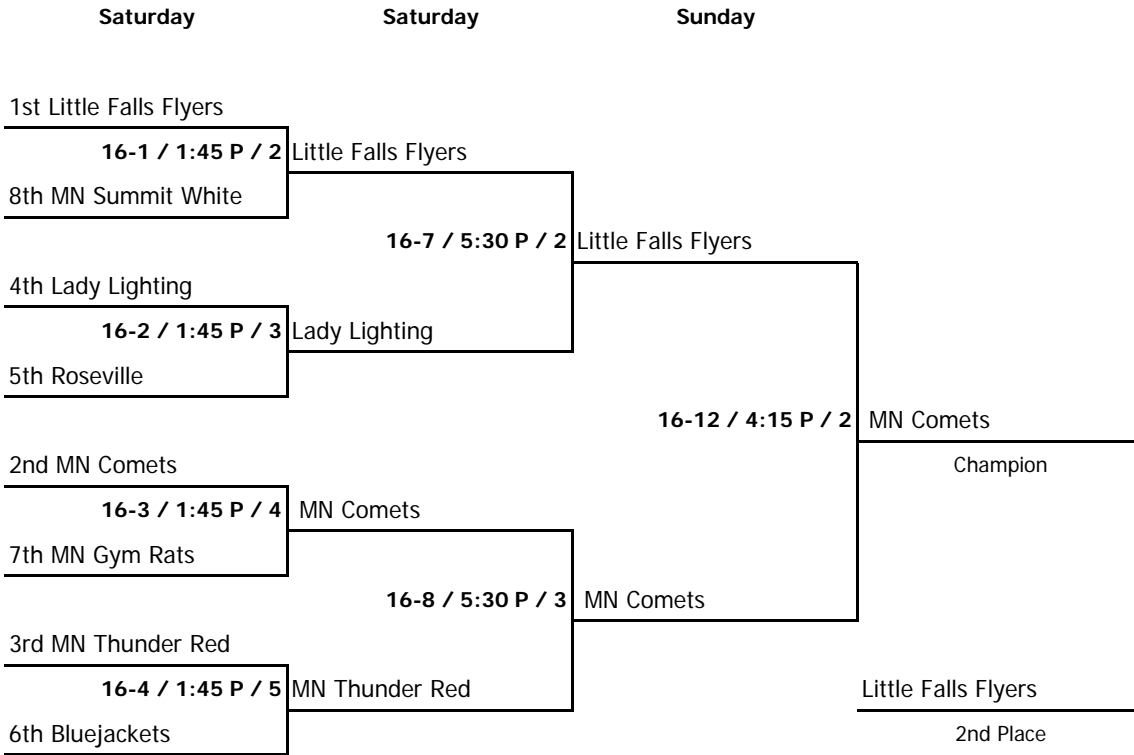 Saturday Saturday Sunday
1st Little Falls Flyers
16-1 / 1:45 P / 2 Little Falls Flyers
8th MN Summit White
16-7 / 5:30 P / 2 Little Falls Flyers
4th Lady Lighting
16-2 / 1:45 P / 3 Lady Lighting
5th Roseville
16-12 / 4:15 P / 2 MN Comets
2nd MN Comets Champion
16-3 / 1:45 P / 4 MN Comets
7th MN Gym Rats
16-8 / 5:30 P / 3 MN Comets
3rd MN Thunder Red
16-4 / 1:45 P / 5 MN Thunder Red Little Falls Flyers
6th Bluejackets 2nd Place